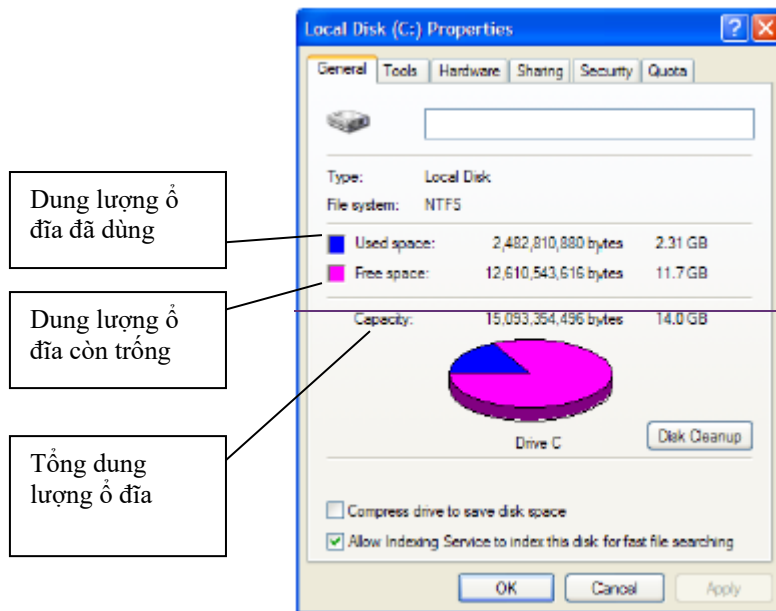 Local Disk (C:) Properties
General Tools Hardware Sharing Security Quota
Type: Local Disk
File system: NTFS
Dung lượng ổ
đĩa đã dùng
Used space: 2,482,810,880 bytes 2.31 GB
Free space: 12,610,543,616 bytes 11.7 GB
Dung lượng ổ
đĩa còn trống
Capacity: 15,093,354,496 bytes 14.0 GB
Drive C Disk Cleanup
Tổng dung
lượng ổ đĩa
Compress drive to save disk space
Allow Indexing Service to index this disk for fast file searching
OK Cancel Apply